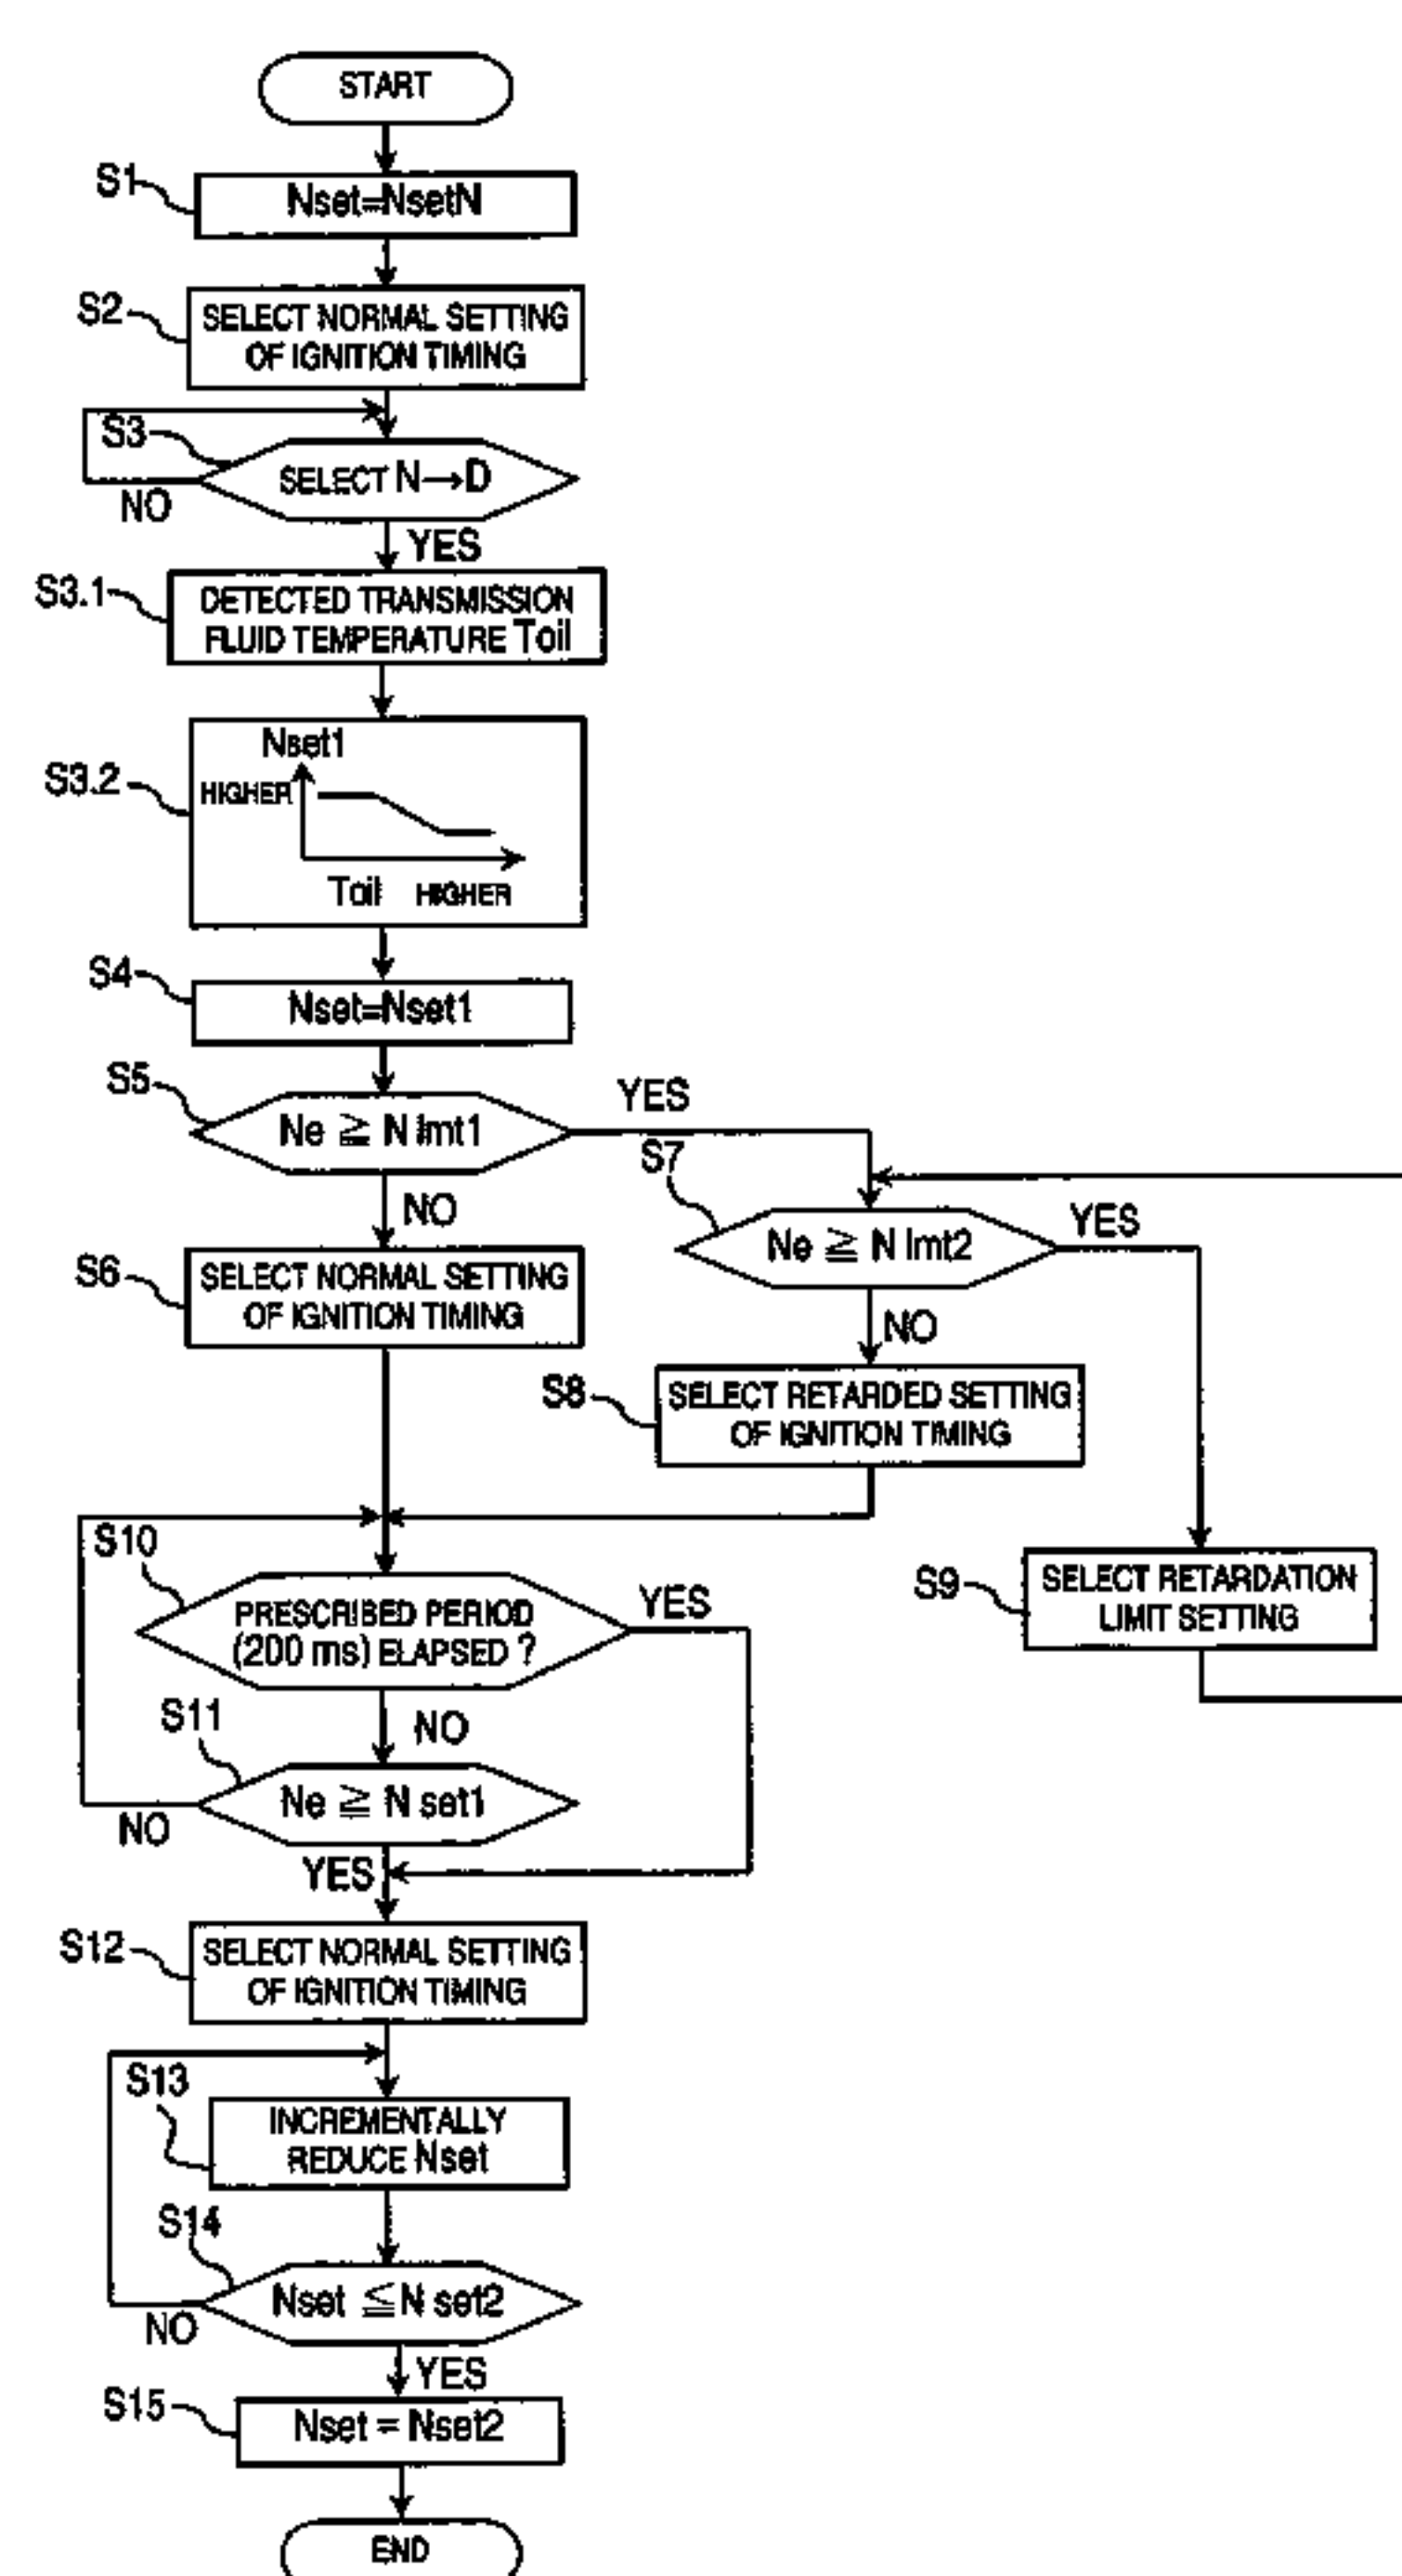 START
S1
Nset=NsetN
S2
SELECT NORMAL SETTING
OF IGNITION TIMING
S3
SELECT N→D
NO
YES
S3.1
DETECTED TRANSMISSION
FLUID TEMPERATURE Toil
S3.2
Nset1
HIGHER
Toil HIGHER
S4
Nset=Nset1
S5
Ne ≧ N lmt1
YES
NO
S7
Ne ≧ N lmt2
YES
NO
S6
SELECT NORMAL SETTING
OF IGNITION TIMING
S8
SELECT RETARDED SETTING
OF IGNITION TIMING
S9
SELECT RETARDATION
LIMIT SETTING
S10
PRESCRIBED PERIOD
(200 ms) ELAPSED ?
YES
NO
S11
Ne ≧ N set1
NO
YES
S12
SELECT NORMAL SETTING
OF IGNITION TIMING
S13
INCREMENTALLY
REDUCE Nset
S14
Nset ≦ N set2
NO
YES
S15
Nset = Nset2
END